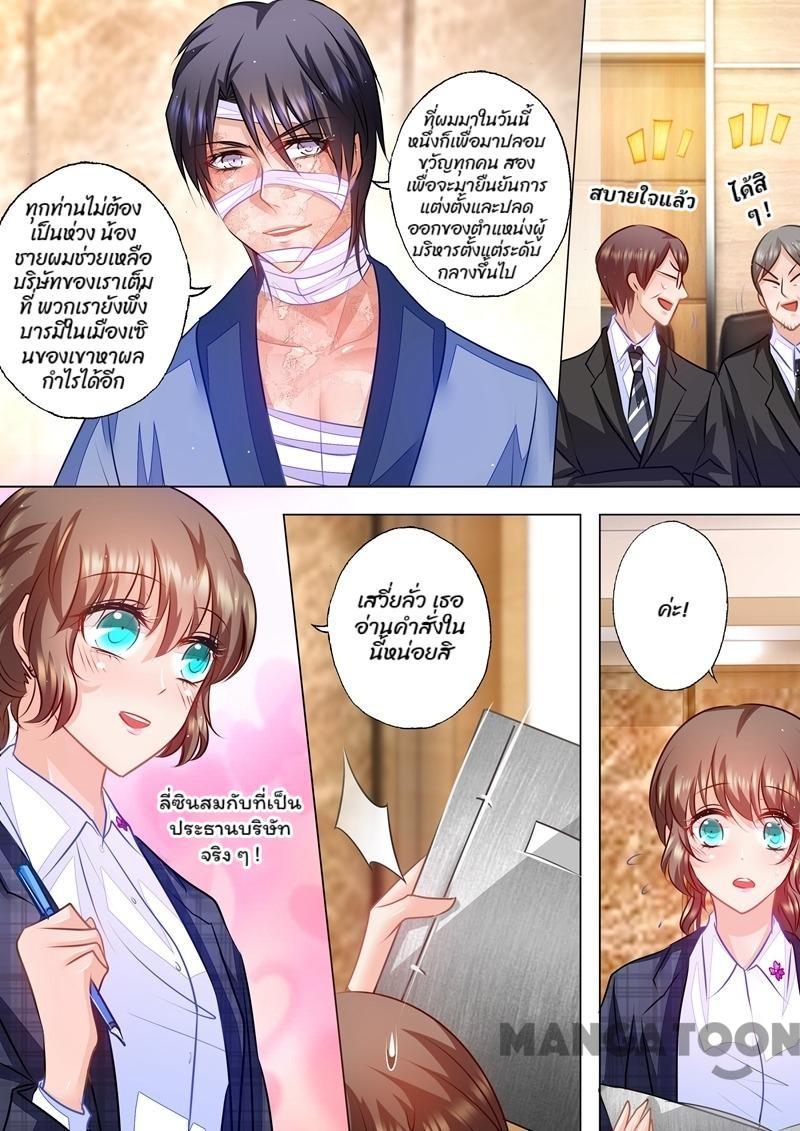 ทุกท่านไม่ต้อง
เป็นห่วง น้อง
ชายผมช่วยเหลือ
บริษัทของเราเต็ม
ที่ พวกเรายังพึ่ง
บารมีในเมืองเซิ
นของเขาหาผล
กำไรได้อีก
ที่ผมมาในวันนี้
หนึ่งก็เพื่อมาปลอบ
ขวัญทุกคน สอง
เพื่อจะมายืนยันการ
แต่งตั้งและปลด
ออกของตำแหน่งผู้
บริหารตั้งแต่ระดับ
กลางขึ้นไป
สบายใจแล้ว
ได้สิ
ๆ!
ลี่ซินสมกับที่เป็น
ประธานบริษัท
จริง ๆ !
เสวี่ยลั่ว เธอ
อ่านคำสั่งใน
นี้หน่อยสิ
ค่ะ!
MANGATOON